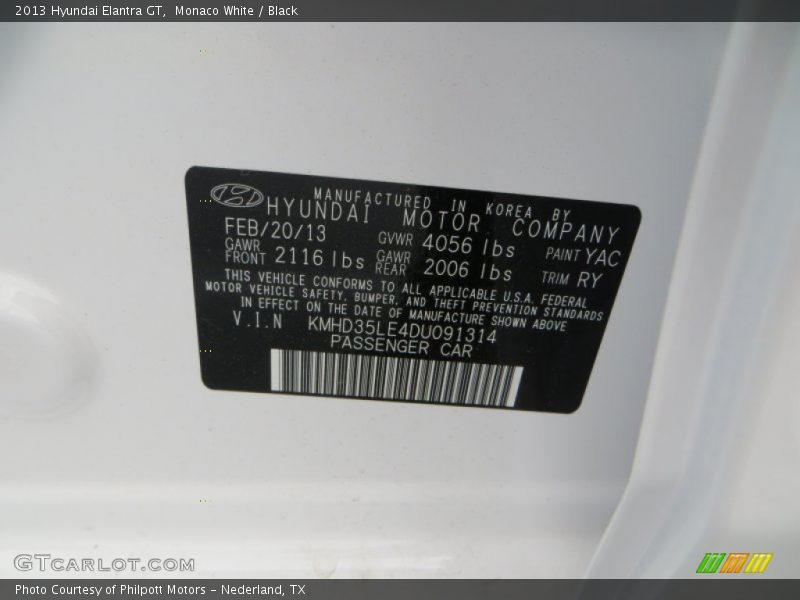 2013 Hyundai Elantra GT,  Monaco White / Black
MANUFACTURED IN KOREA BY
HYUNDAI MOTOR COMPANY
FEB/20/13 GVWR 4056 lbs PAINT YAC
GAWR FRONT 2116 lbs GAWR REAR 2006 lbs TRIM RY
THIS VEHICLE CONFORMS TO ALL APPLICABLE U.S.A. FEDERAL
MOTOR VEHICLE SAFETY, BUMPER, AND THEFT PREVENTION STANDARDS
IN EFFECT ON THE DATE OF MANUFACTURE SHOWN ABOVE
V.I.N KMHD35LE4DU091314
PASSENGER CAR
GTCARLOT.COM
Photo Courtesy of Philpott Motors - Nederland, TX